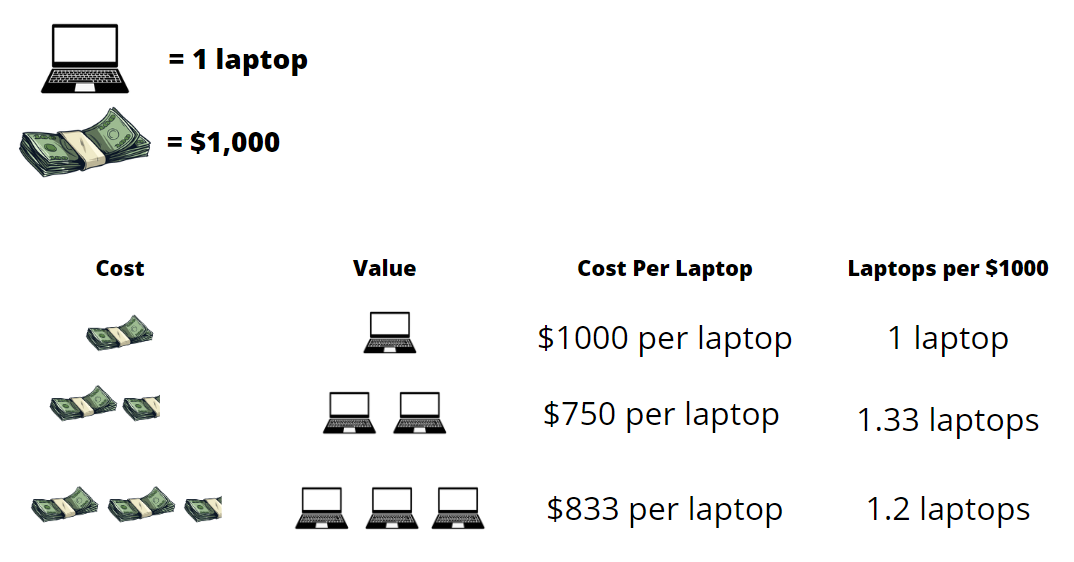 = 1 laptop
= $1,000
Cost Value Cost Per Laptop Laptops per $1000
$1000 per laptop 1 laptop
$750 per laptop 1.33 laptops
$833 per laptop 1.2 laptops